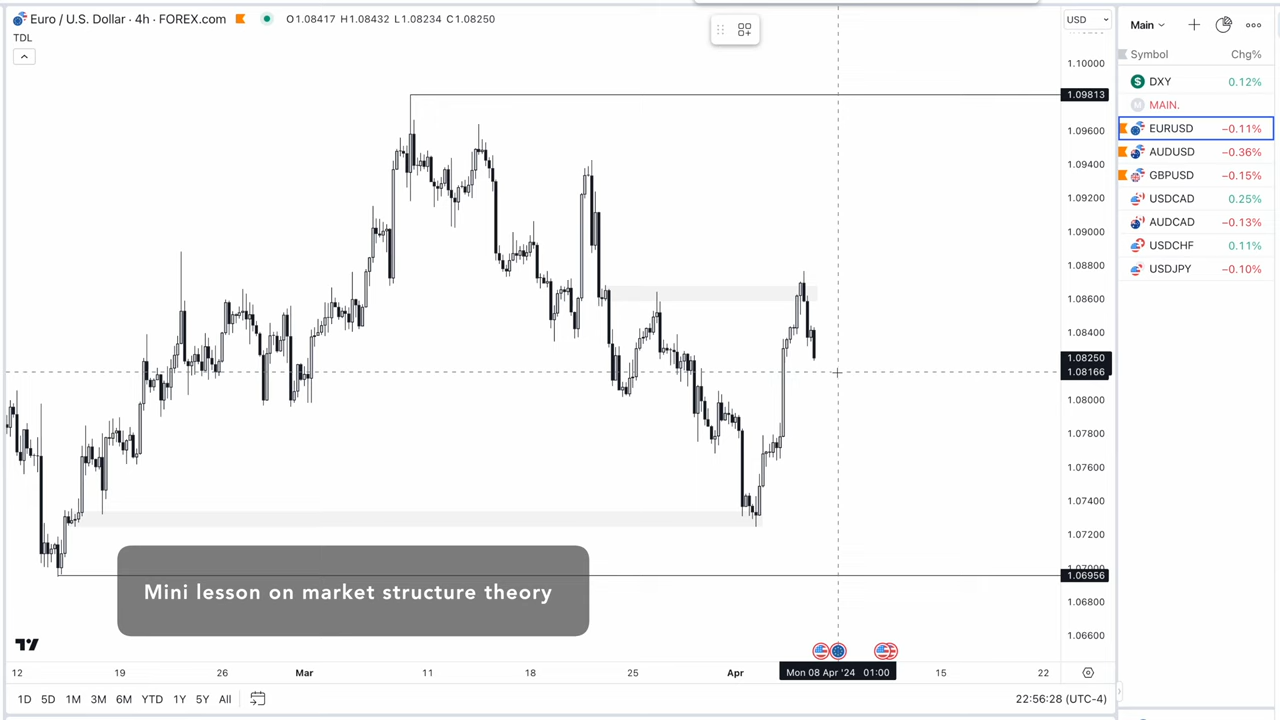 Euro / U.S. Dollar · 4h · FOREX.com O1.08417 H1.08432 L1.08234 C1.08250
TDL
USD
Main
Symbol Chg%
DXY 0.12%
M MAIN.
EURUSD −0.11%
AUDUSD −0.36%
GBPUSD −0.15%
USDCAD 0.25%
AUDCAD −0.13%
USDCHF 0.11%
USDJPY −0.10%
1.10000
1.09813
1.09600
1.09400
1.09200
1.09000
1.08800
1.08600
1.08400
1.08250
1.08166
1.08000
1.07800
1.07600
1.07400
1.07200
1.06956
1.06800
1.06600
Mini lesson on market structure theory
12 19 26 Mar 11 18 25 Apr Mon 08 Apr '24 01:00 15 22
1D 5D 1M 3M 6M YTD 1Y 5Y All 22:56:28 (UTC-4)